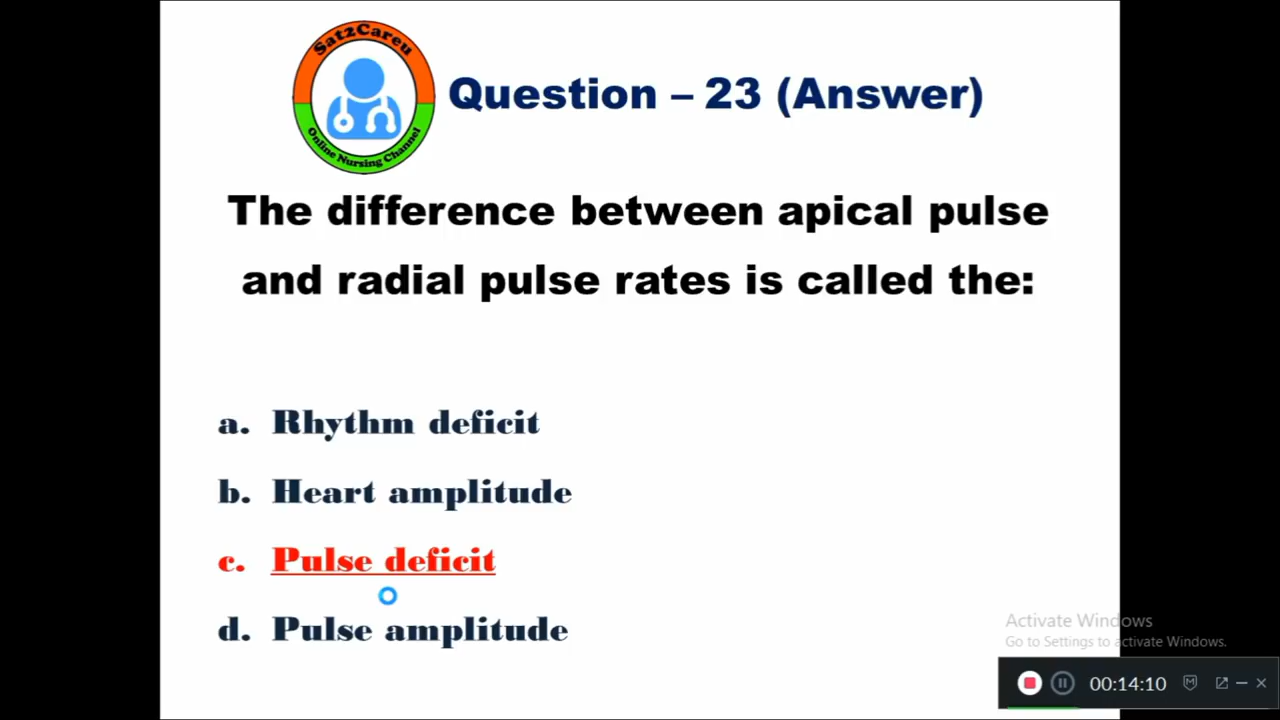 Sat2Careu
Online Nursing Channel
Question – 23 (Answer)
The difference between apical pulse
and radial pulse rates is called the:
a. Rhythm deficit
b. Heart amplitude
c. Pulse deficit
d. Pulse amplitude
Activate Windows
Go to Settings to activate Windows.
00:14:10